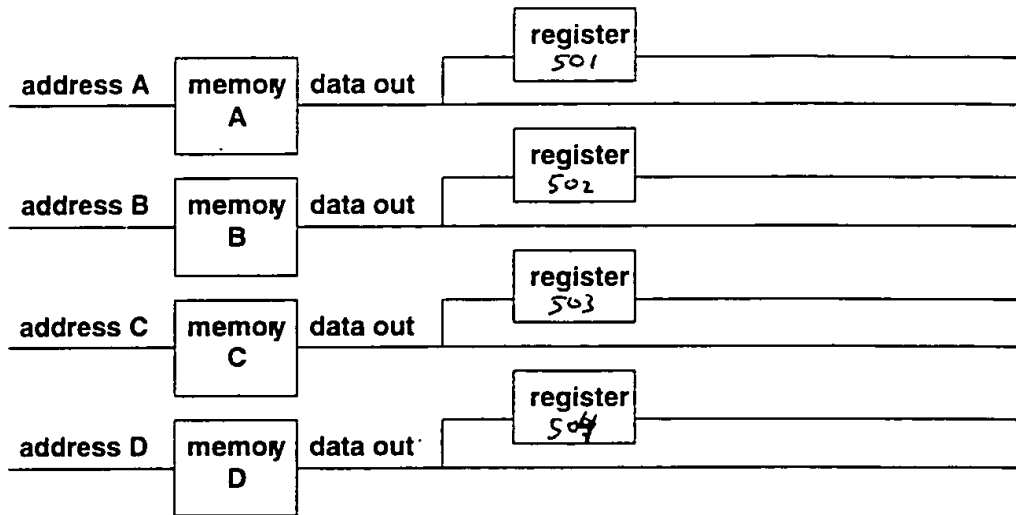 register
501
address A
memory
A
data out
register
502
address B
memory
B
data out
register
503
address C
memory
C
data out
register
504
address D
memory
D
data out